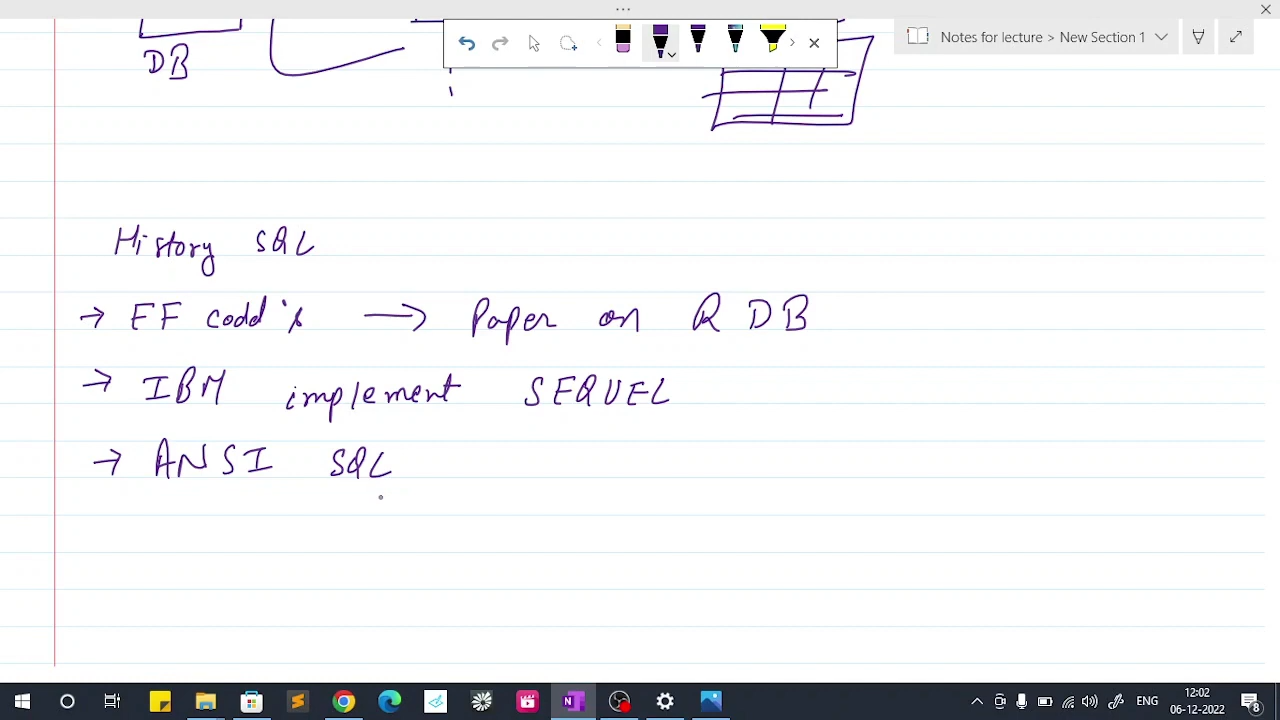 Notes for lecture > New Section 1
DB
History SQL
→ EF codd's → Paper on R DB
→ IBM implement SEQUEL
→ ANSI SQL
ENG
12:02
06-12-2022
8